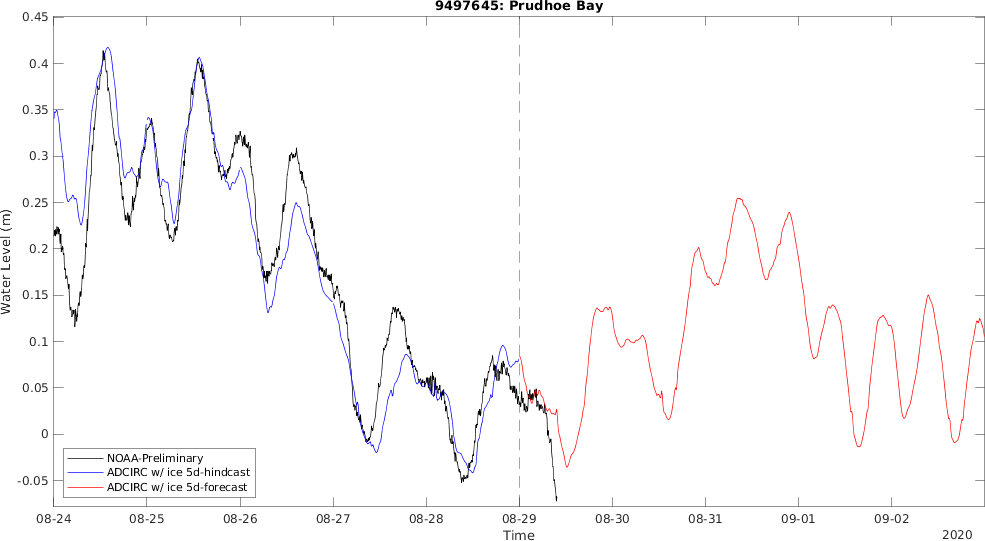 9497645: Prudhoe Bay
0.45
0.4
0.35
0.3
0.25
0.2
0.15
0.1
0.05
0
-0.05
Water Level (m)
NOAA-Preliminary
ADCIRC w/ ice 5d-hindcast
ADCIRC w/ ice 5d-forecast
08-24 08-25 08-26 08-27 08-28 08-29 08-30 08-31 09-01 09-02
Time
2020